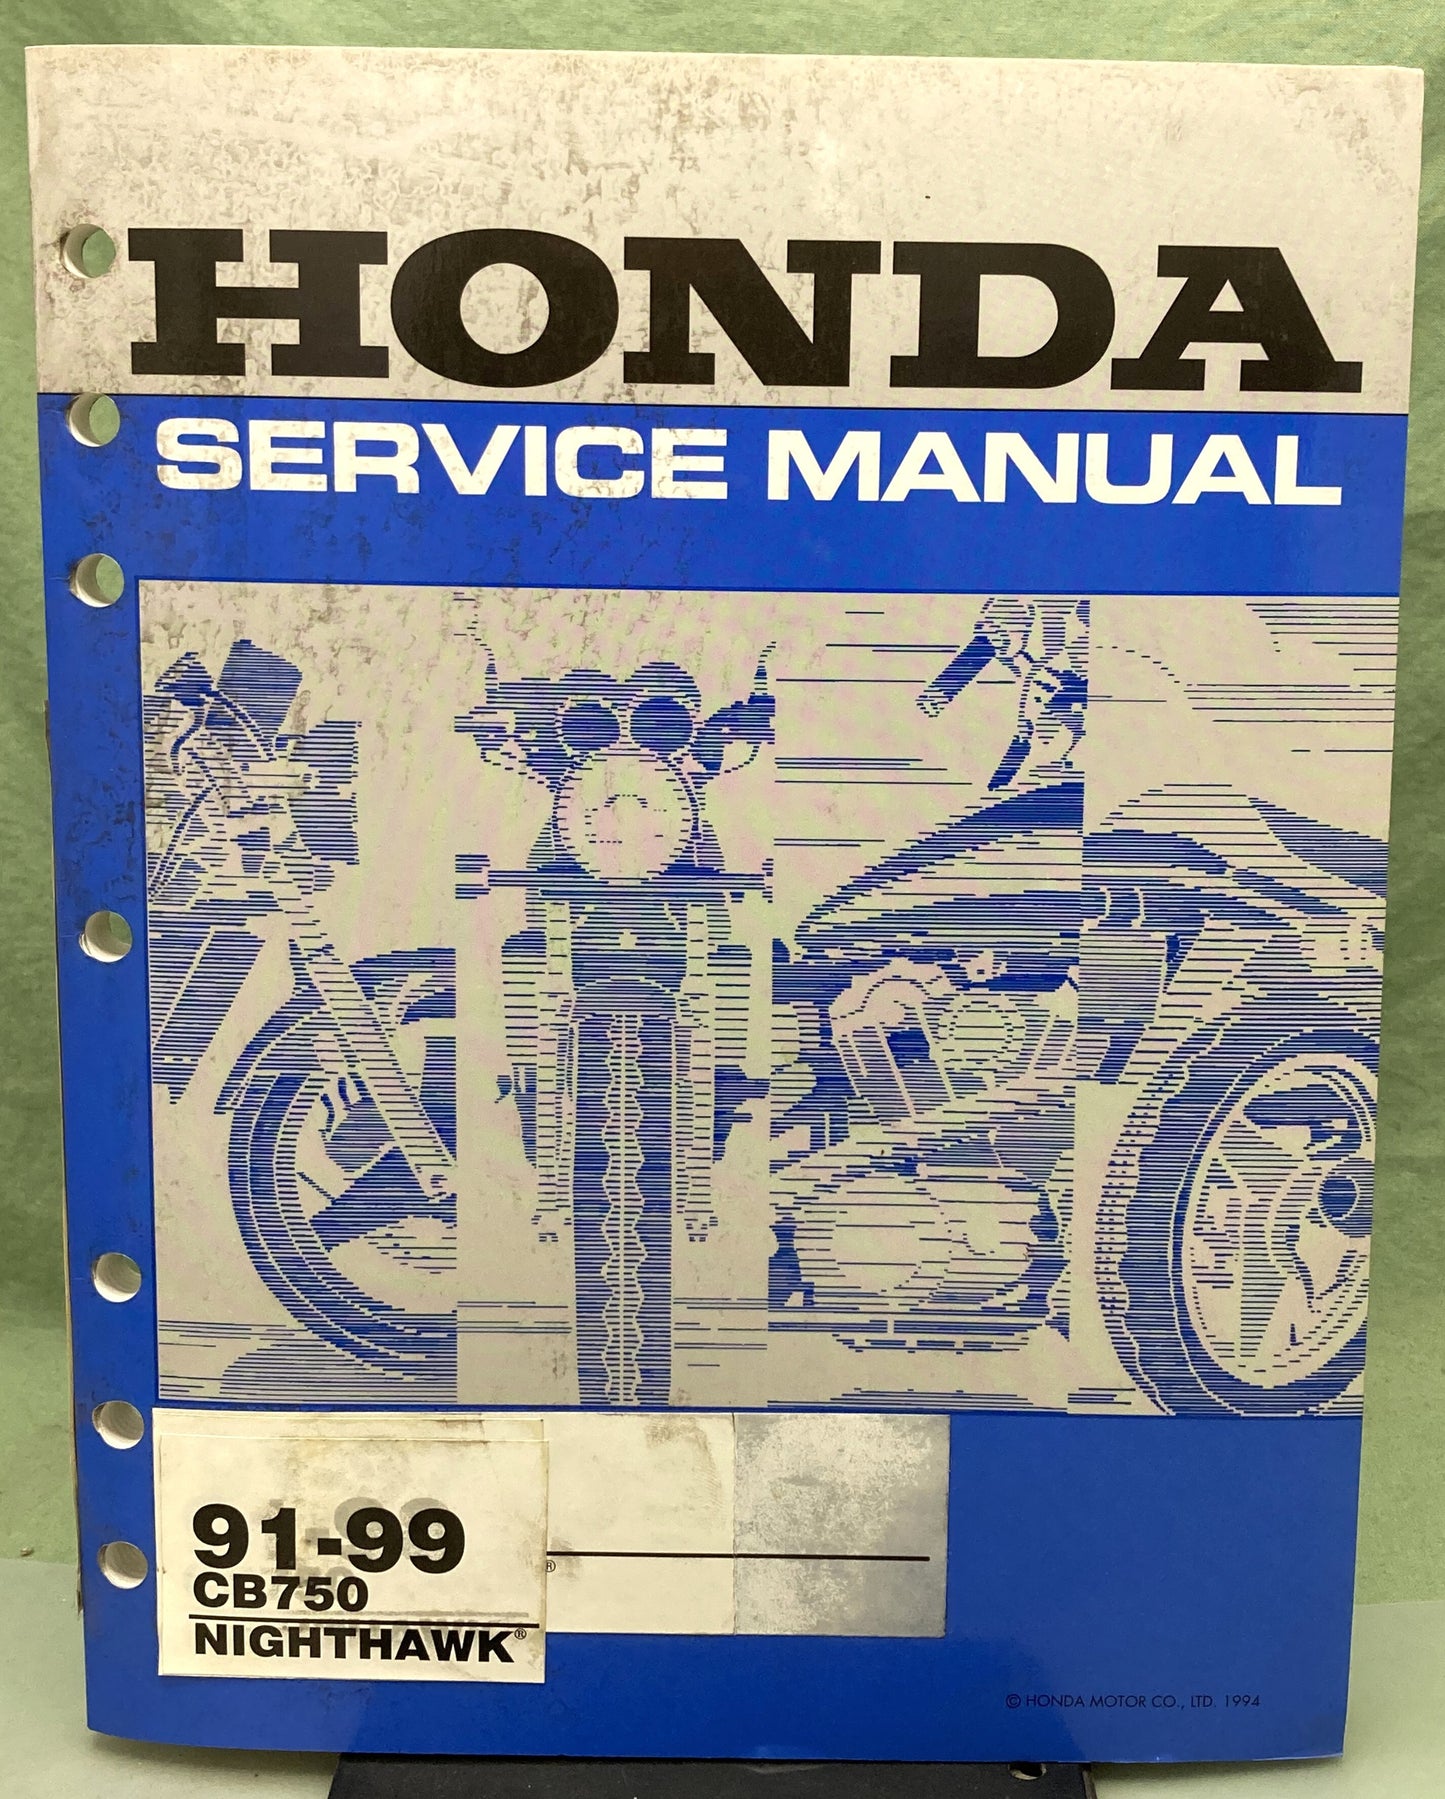 HONDA
SERVICE MANUAL
91-99
CB750
NIGHTHAWK®
®
© HONDA MOTOR CO., LTD. 1994